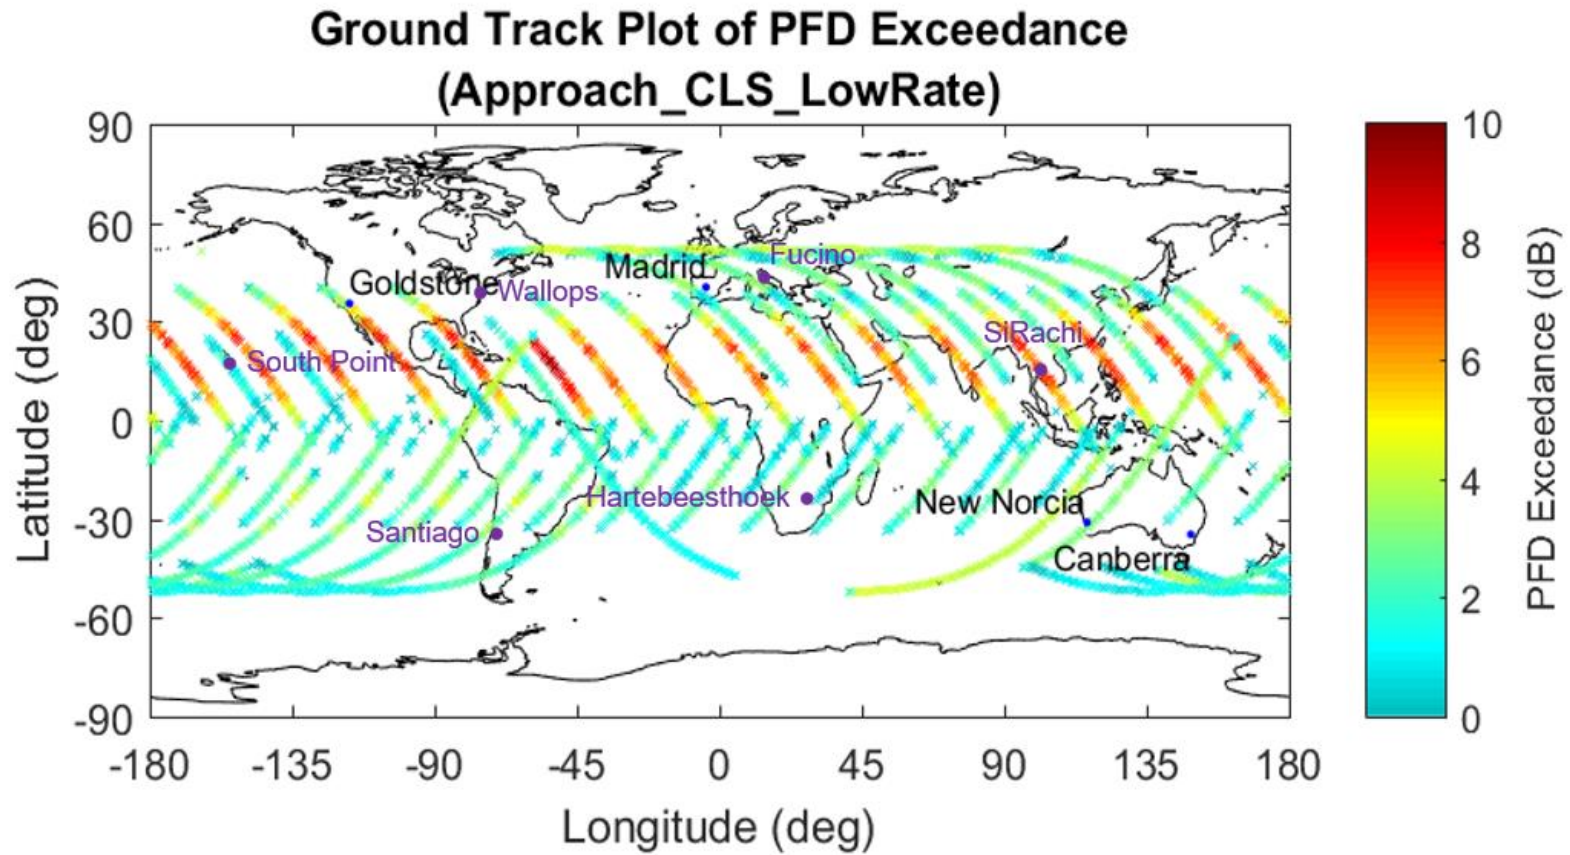 Ground Track Plot of PFD Exceedance
(Approach_CLS_LowRate)
90
60
30
0
-30
-60
-90
Latitude (deg)
-180 -135 -90 -45 0 45 90 135 180
Longitude (deg)
Fucino
Madrid
Goldstone
Wallops
SiRachi
South Point
Hartebeesthoek
New Norcia
Santiago
Canberra
10
8
6
4
2
0
PFD Exceedance (dB)